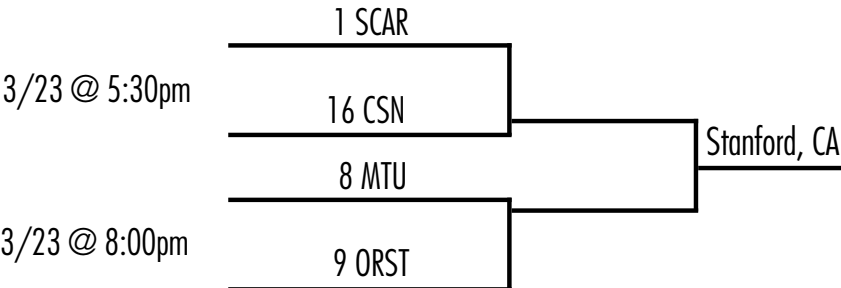 1 SCAR
3/23 @ 5:30pm
16 CSN
Stanford, CA
8 MTU
3/23 @ 8:00pm
9 ORST